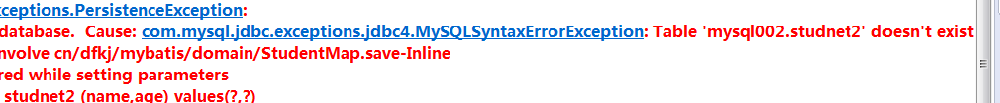 xceptions.PersistenceException:
database.  Cause: com.mysql.jdbc.exceptions.jdbc4.MySQLSyntaxErrorException: Table 'mysql002.studnet2' doesn't exist
nvolve cn/dfkj/mybatis/domain/StudentMap.save-Inline
red while setting parameters
studnet2 (name,age) values(?,?)